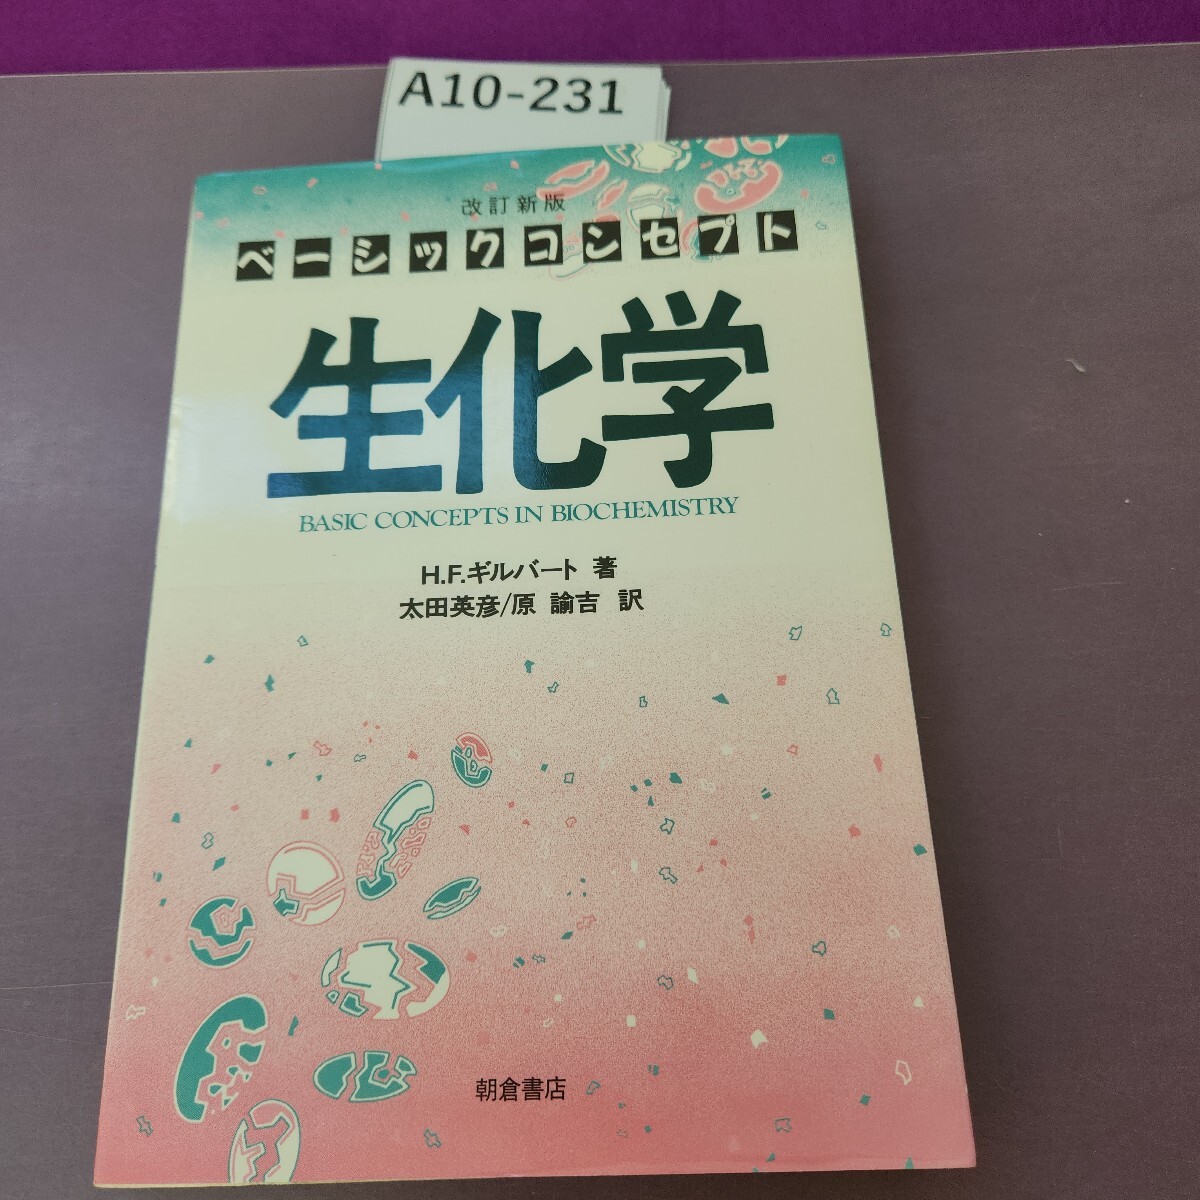 A10-231
改訂新版
ベーシックコンセプト
生化学
BASIC CONCEPTS IN BIOCHEMISTRY
H.F.ギルバート 著
太田英彦/原 諭吉 訳
朝倉書店